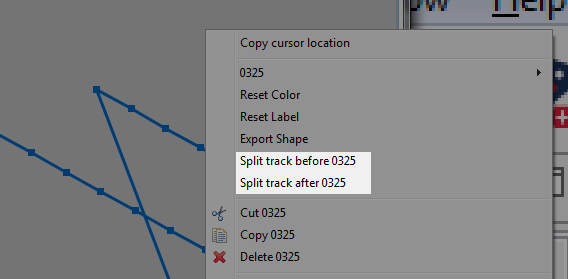 Help
Copy cursor location
0325
Reset Color
Reset Label
Export Shape
Split track before 0325
Split track after 0325
Cut 0325
Copy 0325
Delete 0325